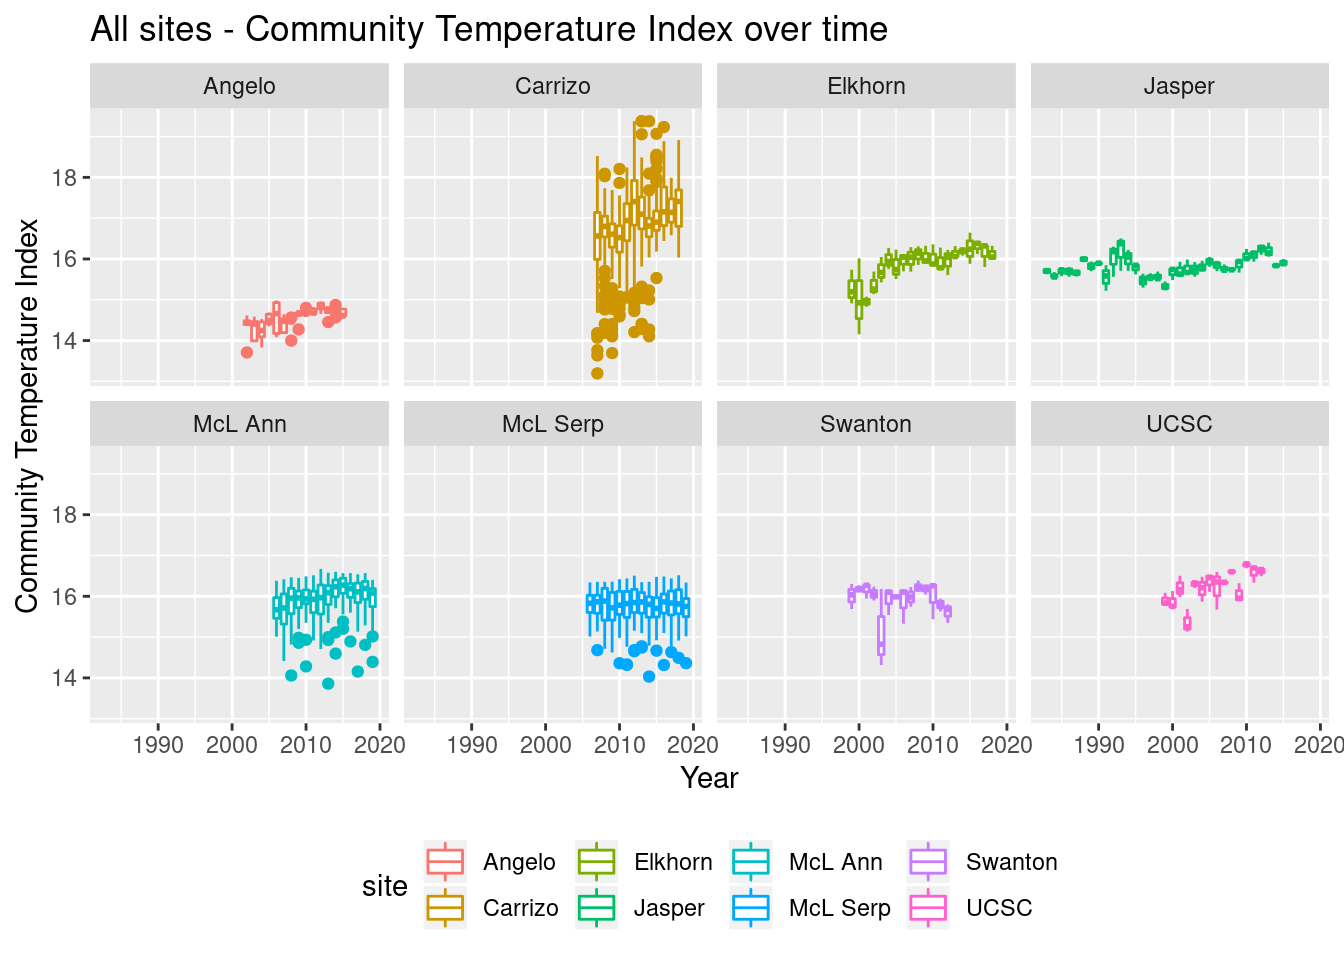 All sites - Community Temperature Index over time
Angelo Carrizo Elkhorn Jasper
18
16
14
McL Ann McL Serp Swanton UCSC
18
16
14
Community Temperature Index
1990 2000 2010 2020 1990 2000 2010 2020 1990 2000 2010 2020 1990 2000 2010 2020
Year
site
Angelo Elkhorn McL Ann Swanton
Carrizo Jasper McL Serp UCSC